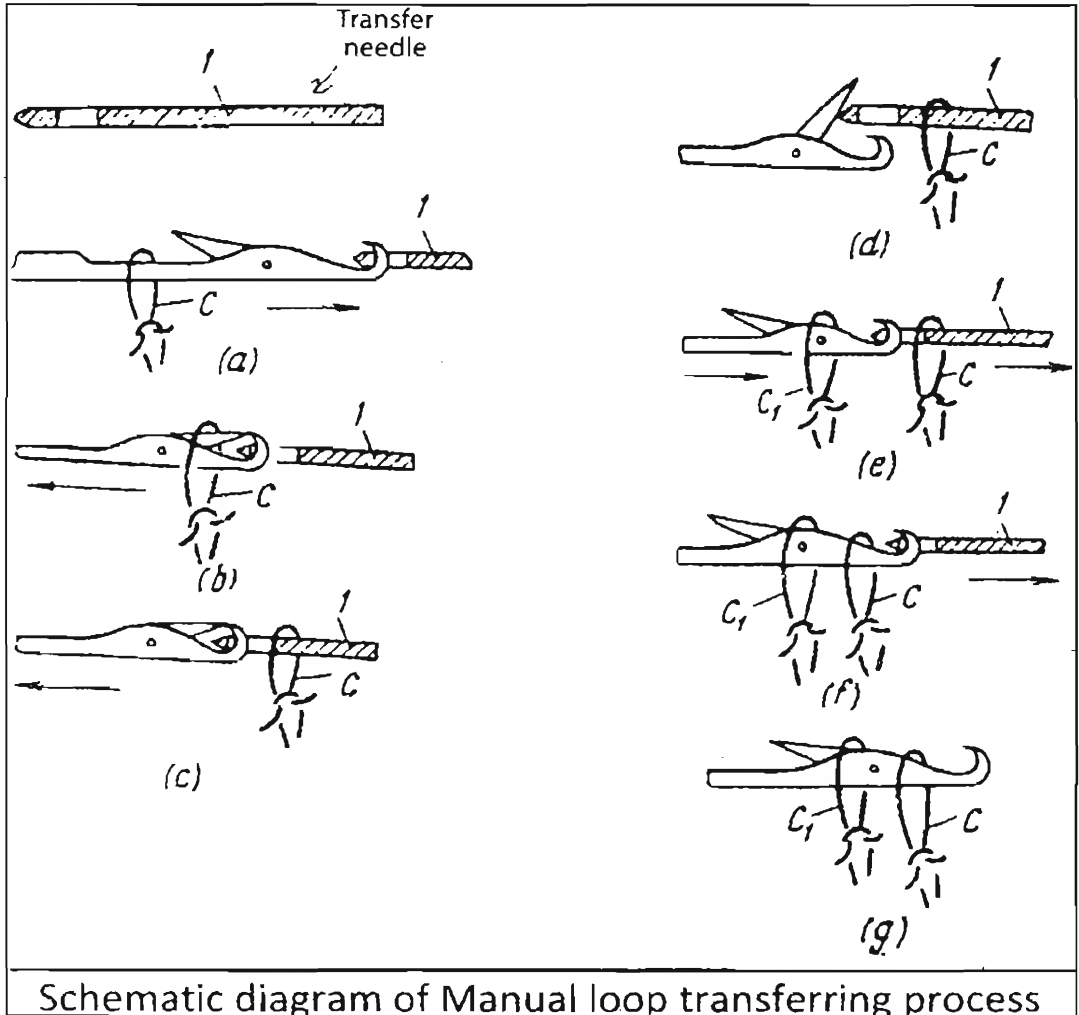 Transfer
needle
1
1
C
(a)
1
C
(b)
1
C
(c)
1
C
(d)
1
C₁
C
(e)
1
C₁
C
(f)
C₁
C
(g)
Schematic diagram of Manual loop transferring process